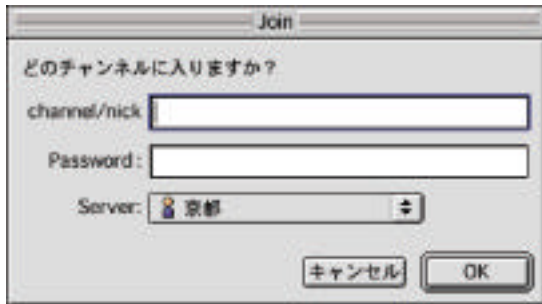 Join
どのチャンネルに入りますか？
channel/nick
Password:
Server: 京都
キャンセル OK